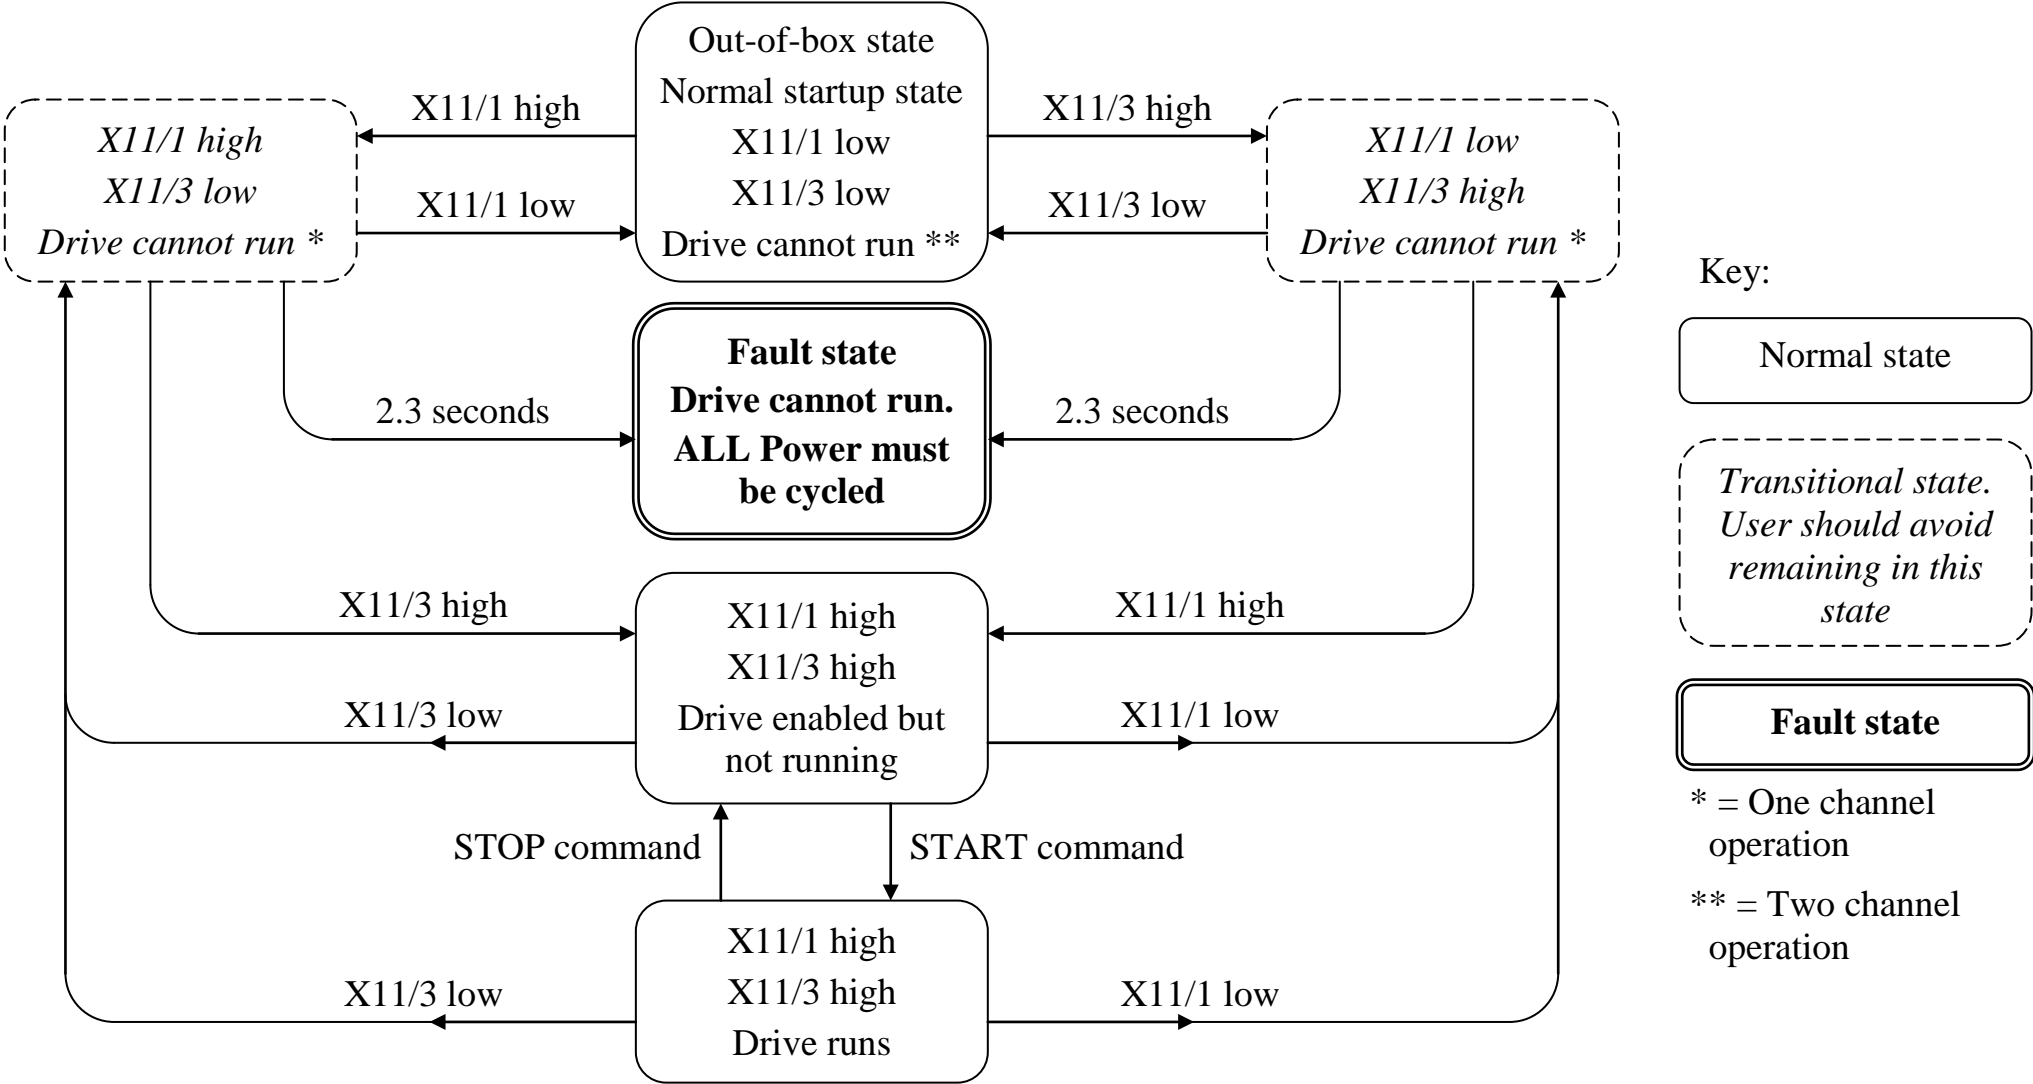 Out-of-box state
Normal startup state
X11/1 low
X11/3 low
Drive cannot run **
X11/1 high
X11/1 low
X11/3 high
X11/3 low
X11/1 high
X11/3 low
Drive cannot run *
X11/1 low
X11/3 high
Drive cannot run *
Fault state
Drive cannot run.
ALL Power must
be cycled
2.3 seconds
2.3 seconds
X11/3 high
X11/1 high
X11/1 high
X11/3 high
Drive enabled but
not running
X11/3 low
X11/1 low
STOP command
START command
X11/1 high
X11/3 high
Drive runs
X11/3 low
X11/1 low
Key:
Normal state
Transitional state.
User should avoid
remaining in this
state
Fault state
* = One channel
operation
** = Two channel
operation